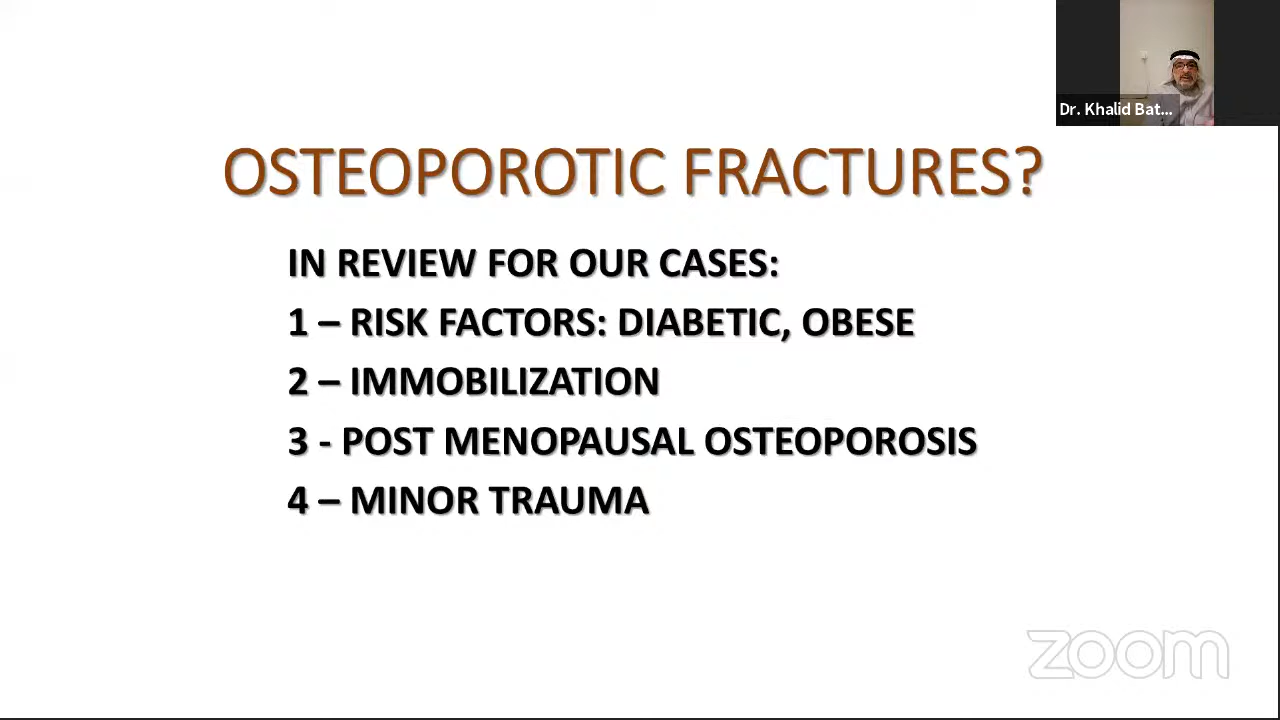 Dr. Khalid Bat...
OSTEOPOROTIC FRACTURES?
IN REVIEW FOR OUR CASES:
1 – RISK FACTORS: DIABETIC, OBESE
2 – IMMOBILIZATION
3 - POST MENOPAUSAL OSTEOPOROSIS
4 – MINOR TRAUMA
zoom